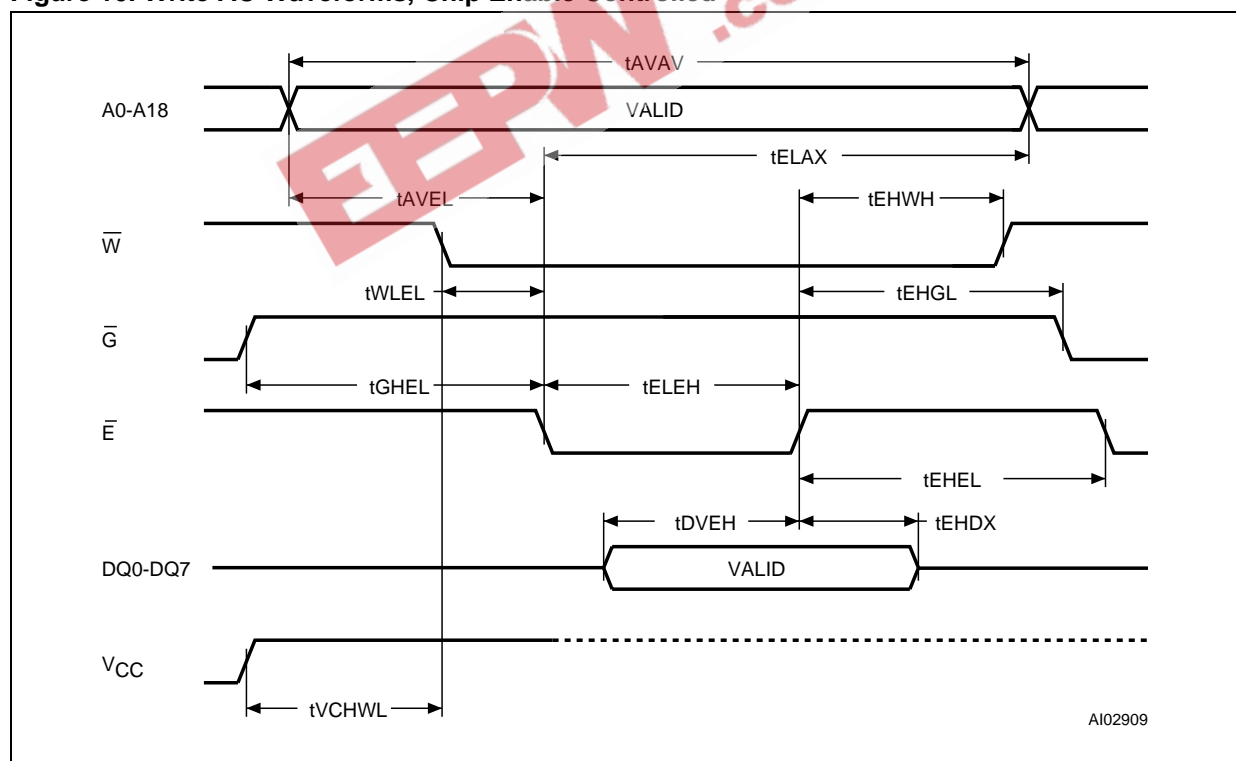 tAVAV
A0-A18
VALID
tELAX
tAVEL
tEHWH
W̅
tWLEL
tEHGL
G̅
tGHEL
tELEH
E̅
tEHEL
tDVEH
tEHDX
DQ0-DQ7
VALID
VCC
tVCHWL
AI02909
EEPW